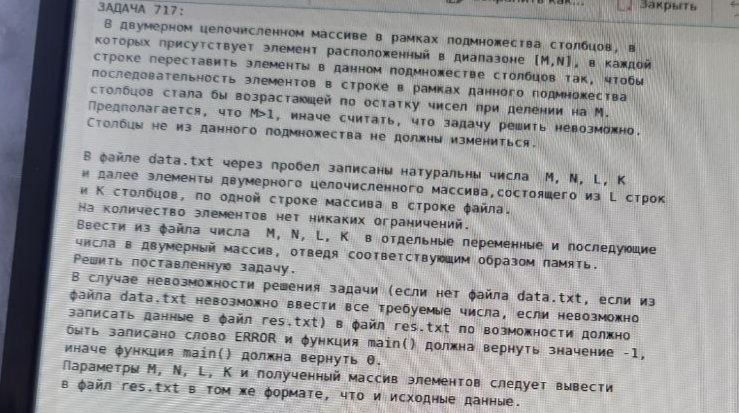 Закрыть
ЗАДАЧА 717:
В двумерном целочисленном массиве в рамках подмножества столбцов, в
которых присутствует элемент расположенный в диапазоне [M,N], в каждой
строке переставить элементы в данном подмножестве столбцов так, чтобы
последовательность элементов в строке в рамках данного подмножества
столбцов стала бы возрастающей по остатку чисел при делении на M.
Предполагается, что M>1, иначе считать, что задачу решить невозможно.
Столбцы не из данного подмножества не должны измениться.
В файле data.txt через пробел записаны натуральны числа M, N, L, K
и далее элементы двумерного целочисленного массива,состоящего из L строк
и K столбцов, по одной строке массива в строке файла.
На количество элементов нет никаких ограничений.
Ввести из файла числа M, N, L, K в отдельные переменные и последующие
числа в двумерный массив, отведя соответствующим образом память.
Решить поставленную задачу.
В случае невозможности решения задачи (если нет файла data.txt, если из
файла data.txt невозможно ввести все требуемые числа, если невозможно
записать данные в файл res.txt) в файл res.txt по возможности должно
быть записано слово ERROR и функция main() должна вернуть значение -1,
иначе функция main() должна вернуть 0.
Параметры M, N, L, K и полученный массив элементов следует вывести
в файл res.txt в том же формате, что и исходные данные.